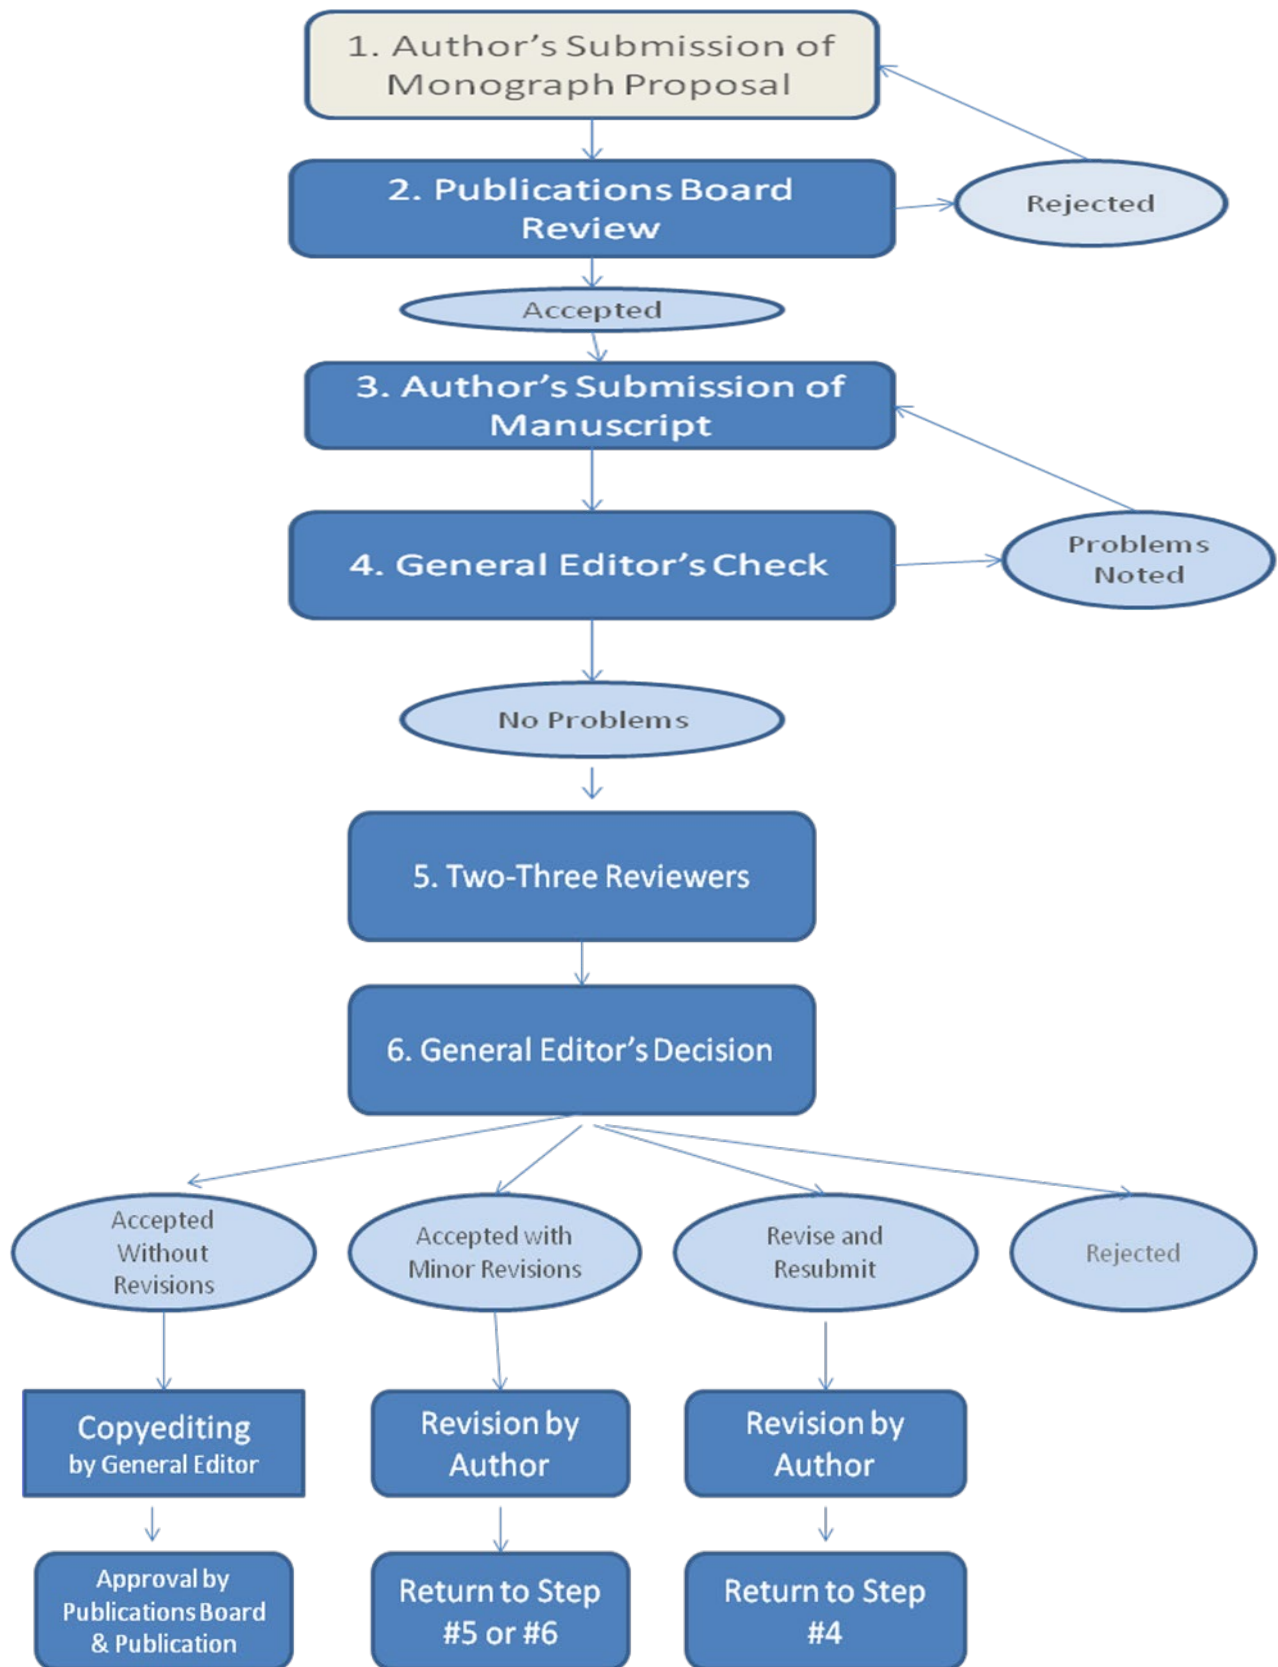 1. Author’s Submission of
Monograph Proposal
2. Publications Board
Review
Rejected
Accepted
3. Author’s Submission of
Manuscript
4. General Editor’s Check
Problems
Noted
No Problems
5. Two-Three Reviewers
6. General Editor’s Decision
Accepted
Without
Revisions
Accepted with
Minor Revisions
Revise and
Resubmit
Rejected
Copyediting
by General Editor
Revision by
Author
Revision by
Author
Approval by
Publications Board
& Publication
Return to Step
#5 or #6
Return to Step
#4